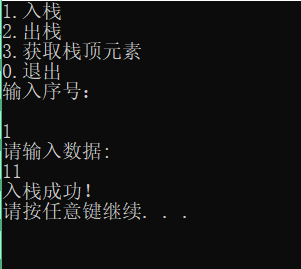 1.入栈
2.出栈
3.获取栈顶元素
0.退出
输入序号：
1
请输入数据:
11
入栈成功！
请按任意键继续. . .